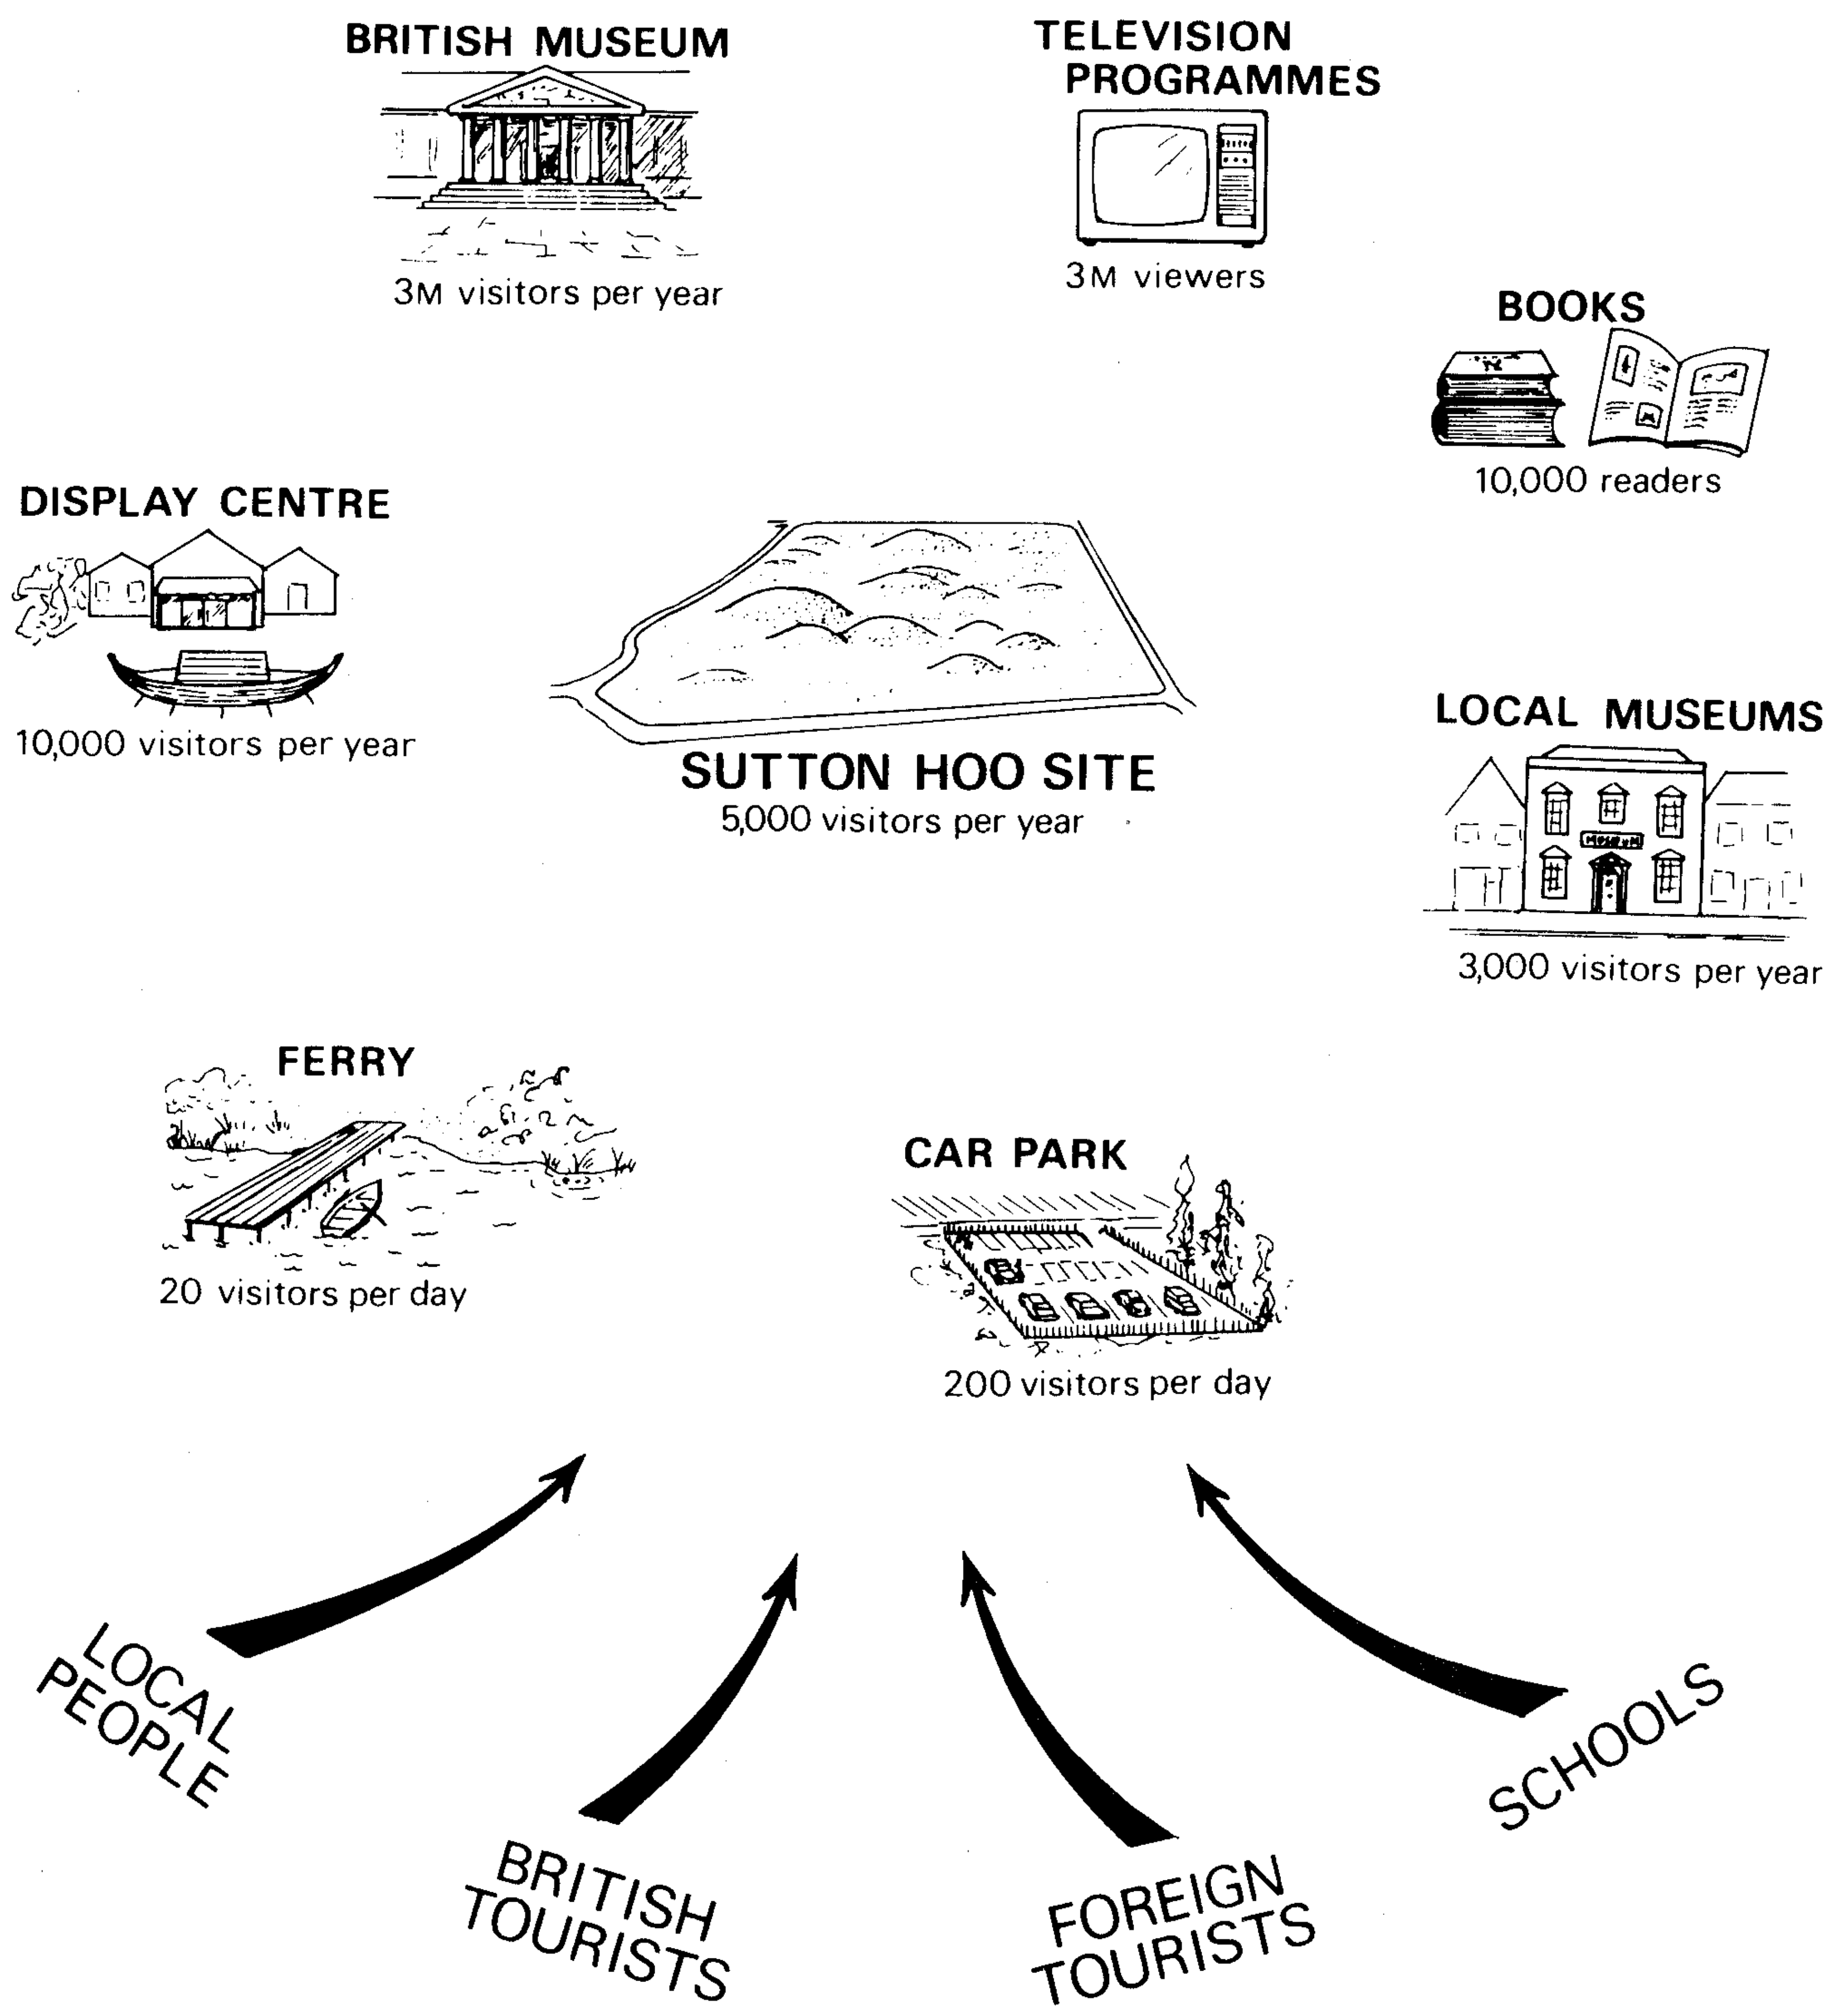 BRITISH MUSEUM
3M visitors per year
TELEVISION
PROGRAMMES
3M viewers
BOOKS
10,000 readers
DISPLAY CENTRE
10,000 visitors per year
SUTTON HOO SITE
5,000 visitors per year
LOCAL MUSEUMS
MUSEUM
3,000 visitors per year
FERRY
20 visitors per day
CAR PARK
200 visitors per day
LOCAL
PEOPLE
BRITISH
TOURISTS
FOREIGN
TOURISTS
SCHOOLS